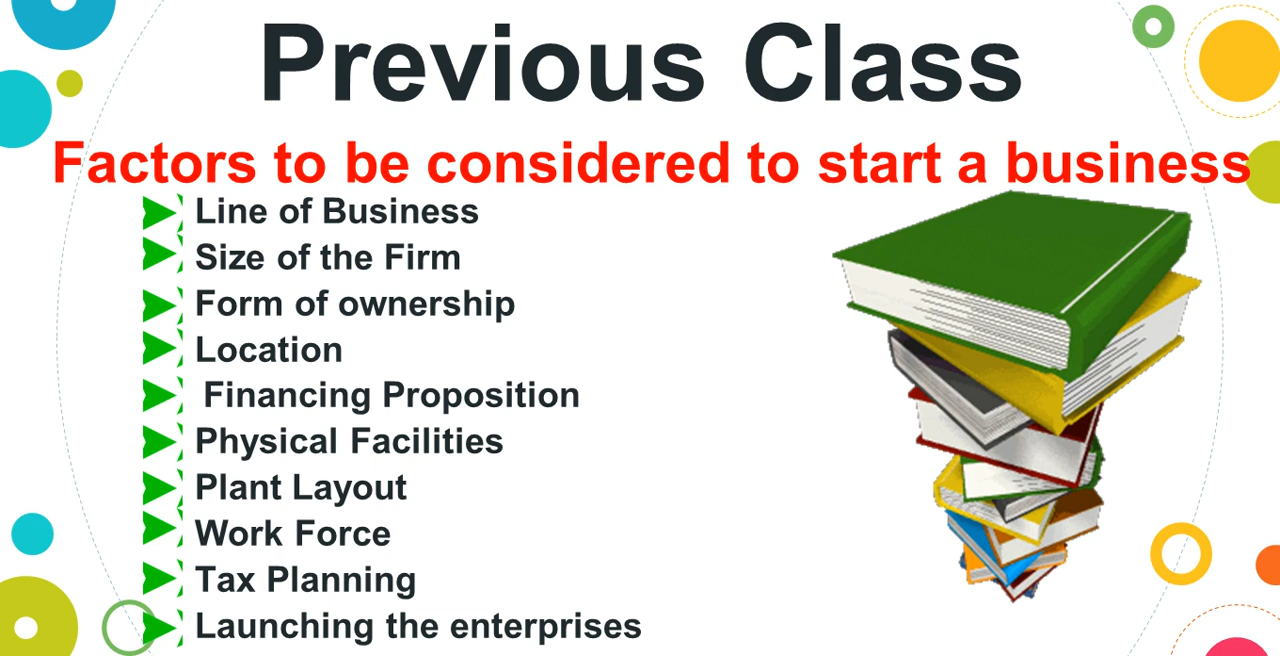 Previous Class
Factors to be considered to start a business
Line of Business
Size of the Firm
Form of ownership
Location
Financing Proposition
Physical Facilities
Plant Layout
Work Force
Tax Planning
Launching the enterprises